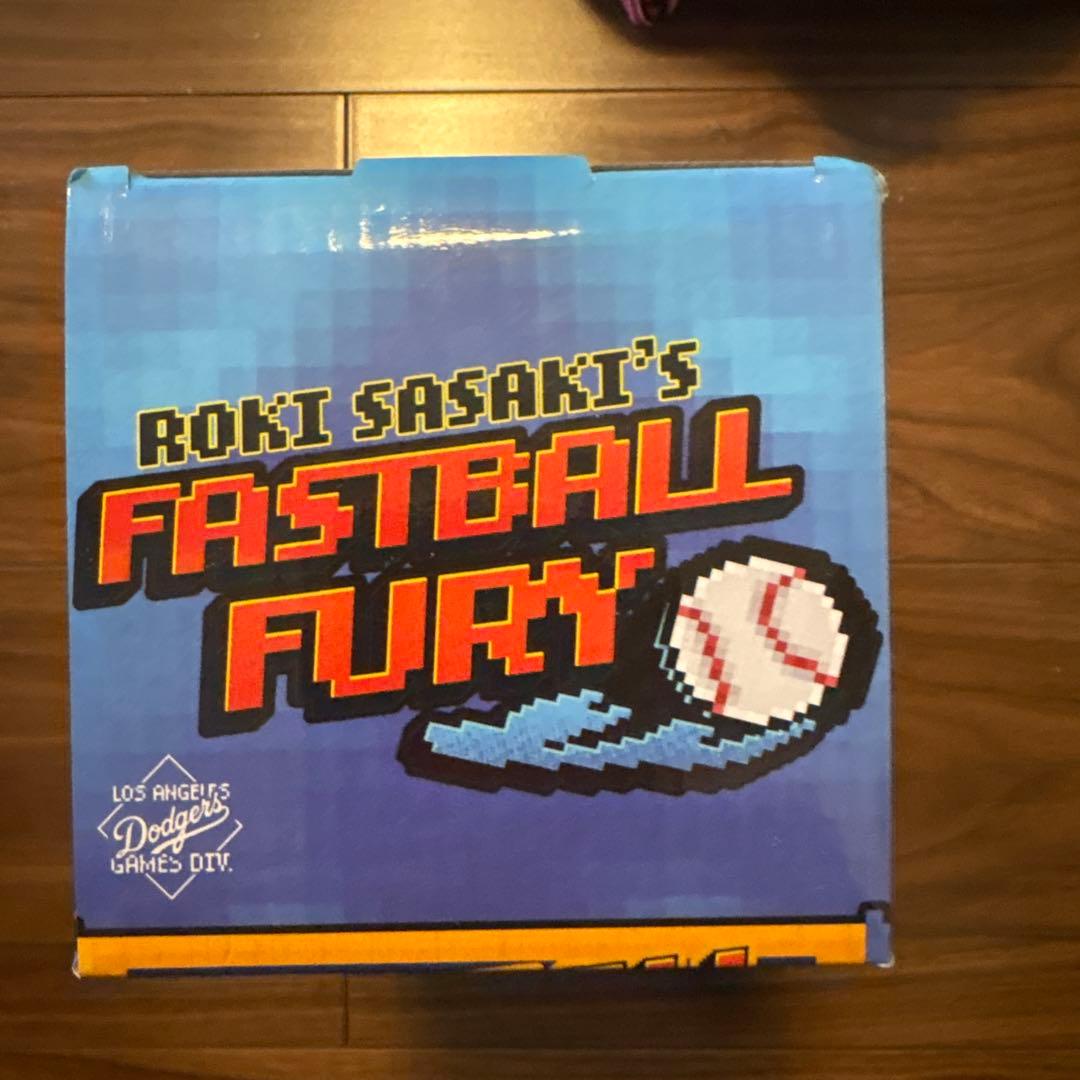 ROKI SASAKI'S
FASTBALL
FURY
LOS ANGELES
Dodgers
GAMES DIV.